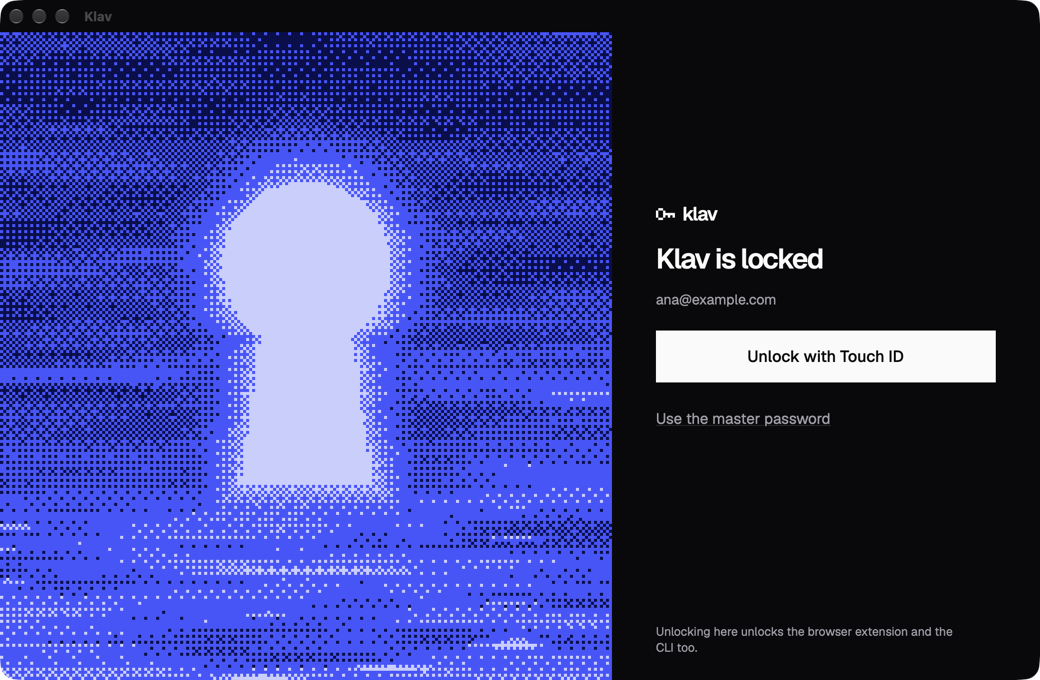 Klav
klav
Klav is locked
ana@example.com
Unlock with Touch ID
Use the master password
Unlocking here unlocks the browser extension and the
CLI too.